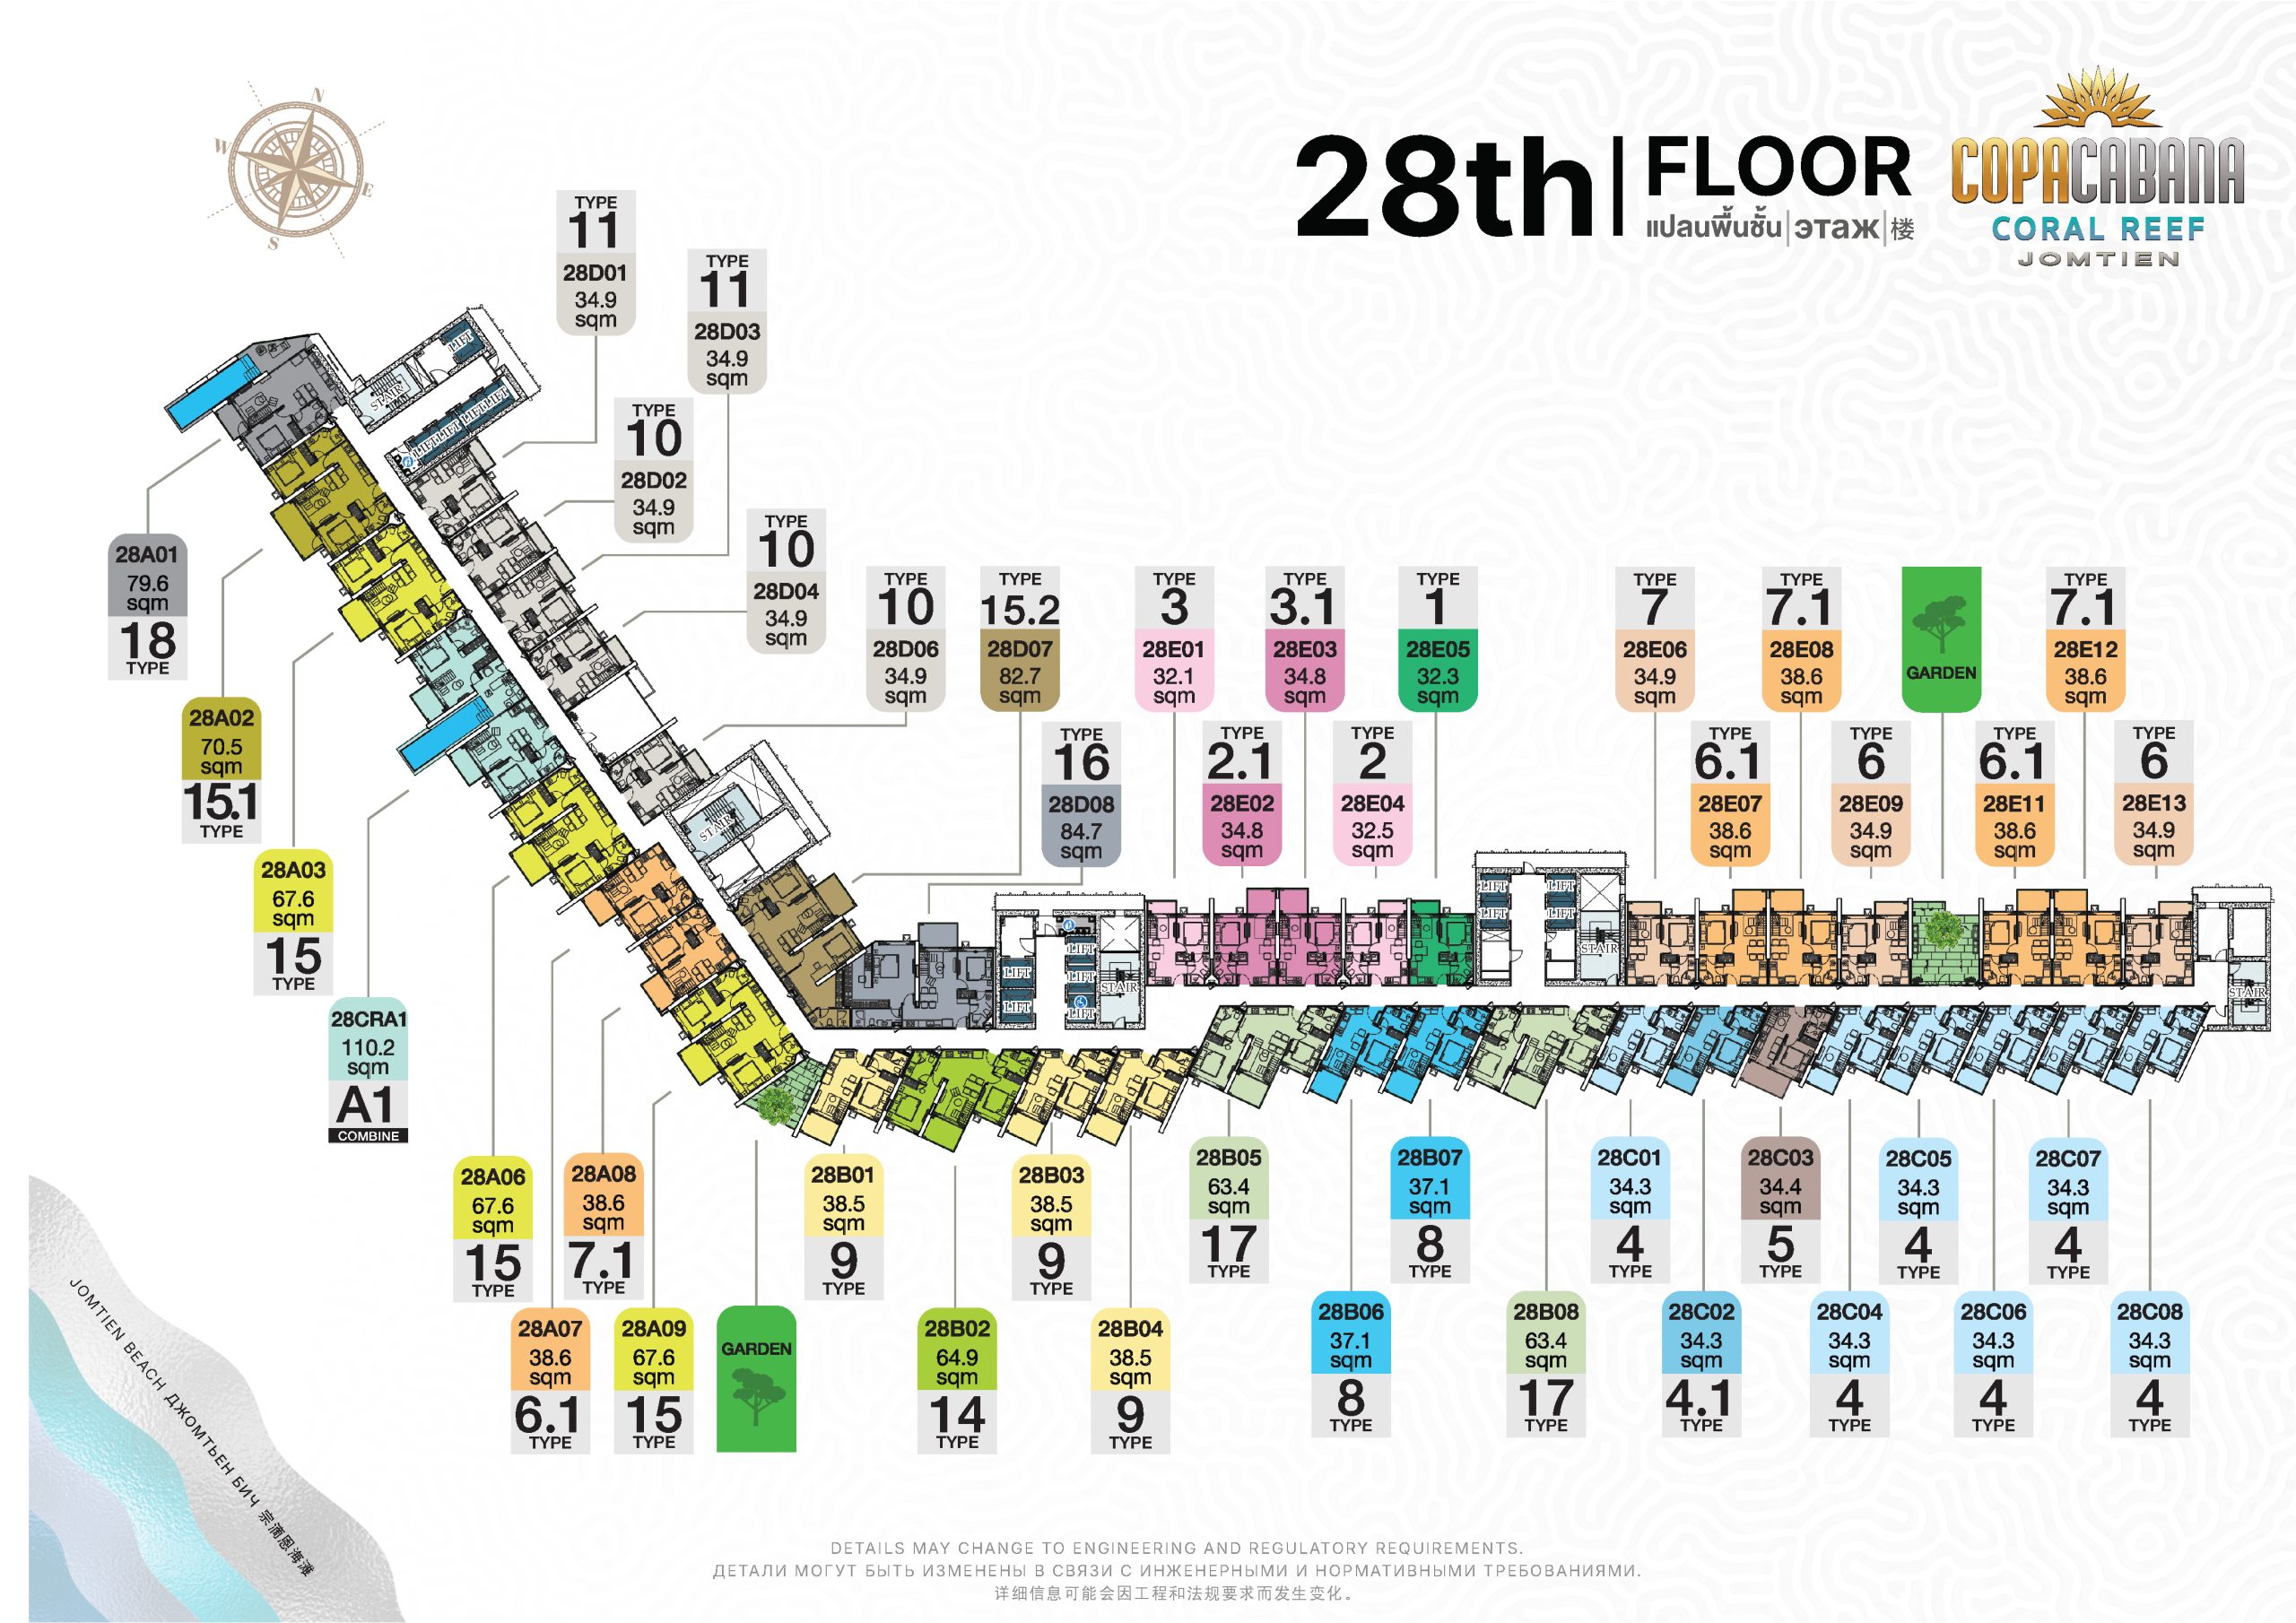 N
W
E
S
28th
FLOOR
แปลนพื้นชั้น|этаж|楼
COPACABANA
CORAL REEF
JOMTIEN
TYPE
11
28D01
34.9
sqm
TYPE
11
28D03
34.9
sqm
TYPE
10
28D02
34.9
sqm
TYPE
10
28D04
34.9
sqm
TYPE
10
28D06
34.9
sqm
TYPE
15.2
28D07
82.7
sqm
TYPE
16
28D08
84.7
sqm
TYPE
3
28E01
32.1
sqm
TYPE
2.1
28E02
34.8
sqm
TYPE
3.1
28E03
34.8
sqm
TYPE
2
28E04
32.5
sqm
TYPE
1
28E05
32.3
sqm
TYPE
7
28E06
34.9
sqm
TYPE
6.1
28E07
38.6
sqm
TYPE
7.1
28E08
38.6
sqm
TYPE
6
28E09
34.9
sqm
GARDEN
TYPE
6.1
28E11
38.6
sqm
TYPE
7.1
28E12
38.6
sqm
TYPE
6
28E13
34.9
sqm
LIFT
STAIR
LIFT LIFT LIFT LIFT
STAIR
LIFT
LIFT
LIFT
LIFT
LIFT
STAIR
LIFT
LIFT
LIFT
LIFT
STAIR
STAIR
28A01
79.6
sqm
18
TYPE
28A02
70.5
sqm
15.1
TYPE
28A03
67.6
sqm
15
TYPE
28CRA1
110.2
sqm
A1
COMBINE
28A06
67.6
sqm
15
TYPE
28A07
38.6
sqm
6.1
TYPE
28A08
38.6
sqm
7.1
TYPE
28A09
67.6
sqm
15
TYPE
GARDEN
28B01
38.5
sqm
9
TYPE
28B02
64.9
sqm
14
TYPE
28B03
38.5
sqm
9
TYPE
28B04
38.5
sqm
9
TYPE
28B05
63.4
sqm
17
TYPE
28B06
37.1
sqm
8
TYPE
28B07
37.1
sqm
8
TYPE
28B08
63.4
sqm
17
TYPE
28C01
34.3
sqm
4
TYPE
28C02
34.3
sqm
4.1
TYPE
28C03
34.4
sqm
5
TYPE
28C04
34.3
sqm
4
TYPE
28C05
34.3
sqm
4
TYPE
28C06
34.3
sqm
4
TYPE
28C07
34.3
sqm
4
TYPE
28C08
34.3
sqm
4
TYPE
JOMTIEN BEACH ДЖОМТЬЕН БИЧ 宗滴恩海滩
DETAILS MAY CHANGE TO ENGINEERING AND REGULATORY REQUIREMENTS.
ДЕТАЛИ МОГУТ БЫТЬ ИЗМЕНЕНЫ В СВЯЗИ С ИНЖЕНЕРНЫМИ И НОРМАТИВНЫМИ ТРЕБОВАНИЯМИ.
详细信息可能会因工程和法规要求而发生变化。